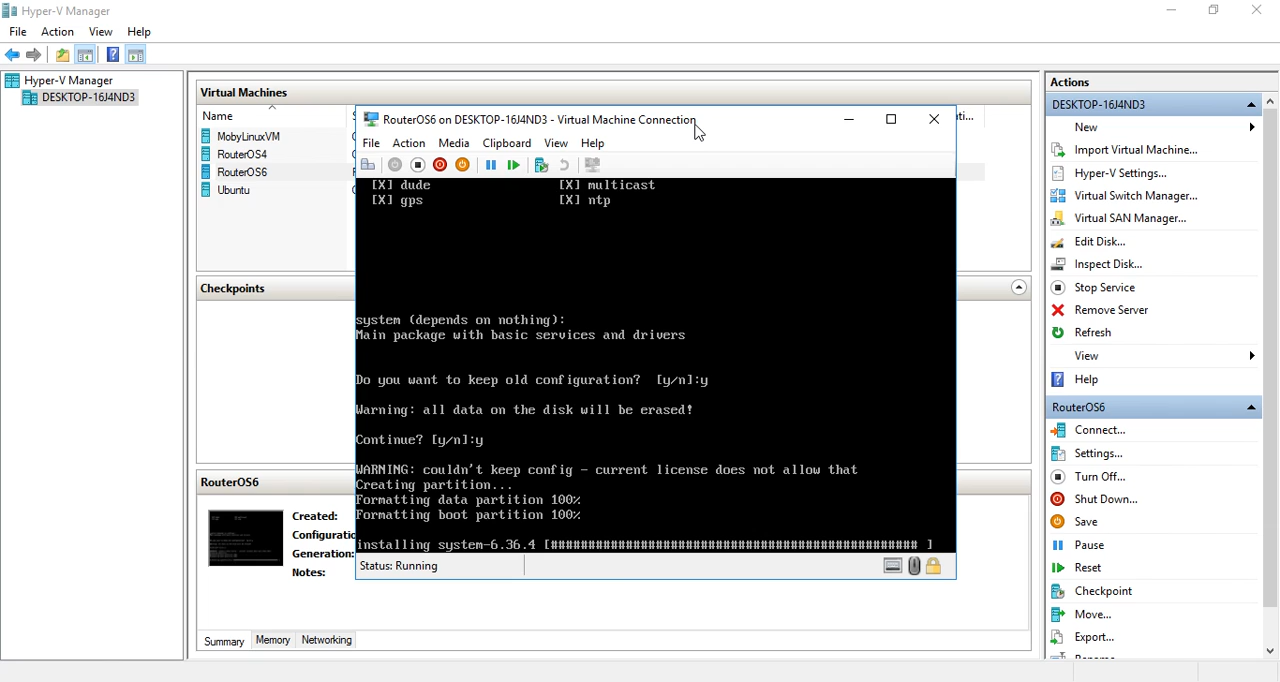 Hyper-V Manager
File Action View Help
Hyper-V Manager
DESKTOP-16J4ND3
Virtual Machines
Name
MobyLinuxVM
RouterOS4
RouterOS6
Ubuntu
Checkpoints
RouterOS6
Created:
Configuratio
Generation:
Notes:
Summary Memory Networking
RouterOS6 on DESKTOP-16J4ND3 - Virtual Machine Connection
File Action Media Clipboard View Help
[X] dude [X] multicast
[X] gps [X] ntp
system (depends on nothing):
Main package with basic services and drivers
Do you want to keep old configuration? [y/n]:y
Warning: all data on the disk will be erased!
Continue? [y/n]:y
WARNING: couldn't keep config - current license does not allow that
Creating partition...
Formatting data partition 100%
Formatting boot partition 100%
installing system-6.36.4 [################################################# ]
Status: Running
Actions
DESKTOP-16J4ND3
New
Import Virtual Machine...
Hyper-V Settings...
Virtual Switch Manager...
Virtual SAN Manager...
Edit Disk...
Inspect Disk...
Stop Service
Remove Server
Refresh
View
Help
RouterOS6
Connect...
Settings...
Turn Off...
Shut Down...
Save
Pause
Reset
Checkpoint
Move...
Export...